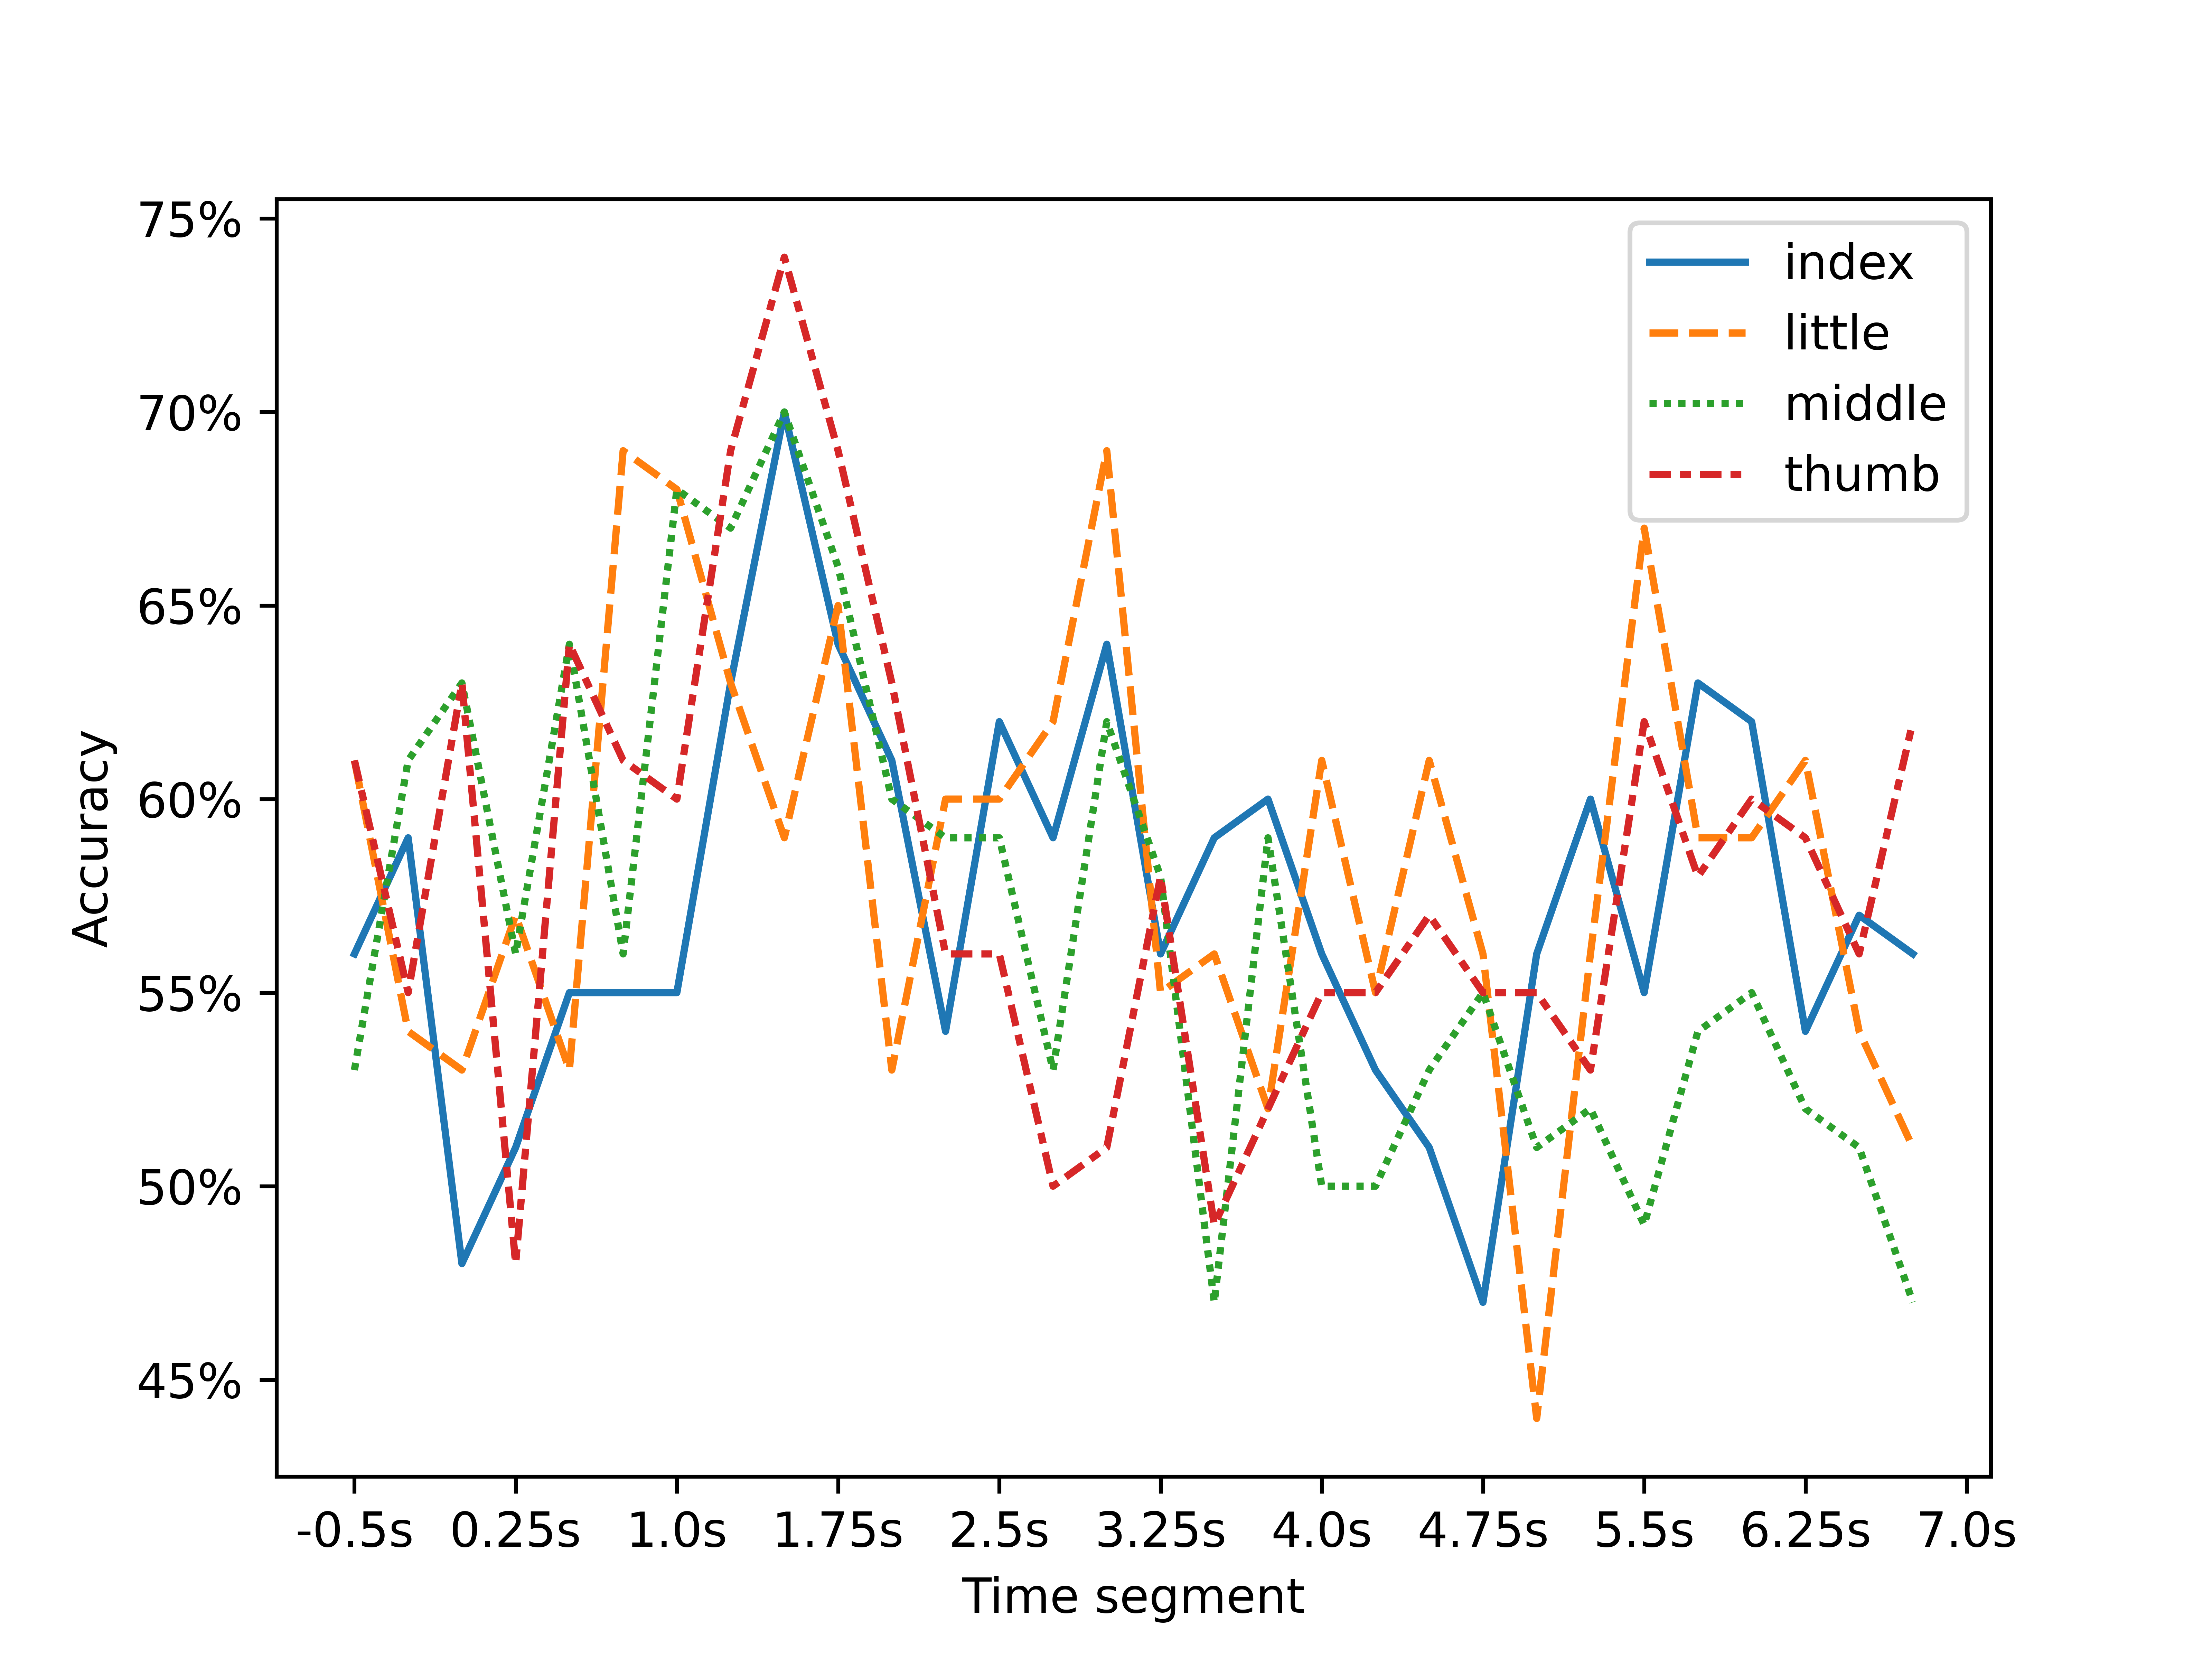 75%
70%
65%
60%
55%
50%
45%
Accuracy
index
little
middle
thumb
-0.5s 0.25s 1.0s 1.75s 2.5s 3.25s 4.0s 4.75s 5.5s 6.25s 7.0s
Time segment